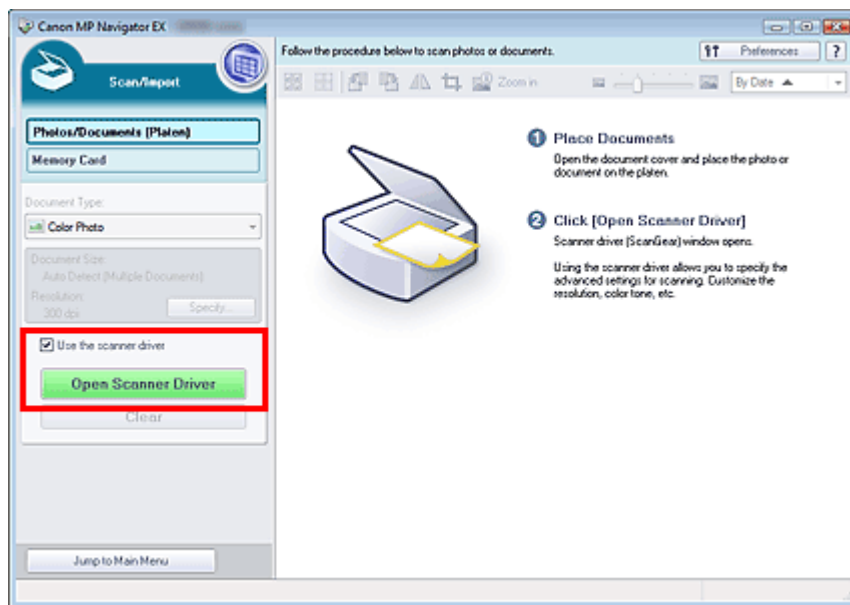 Canon MP Navigator EX
Scan/Import
Follow the procedure below to scan photos or documents.
Preferences
?
Zoom in
By Date
Photos/Documents (Platen)
Memory Card
Document Type:
Color Photo
Document Size:
Auto Detect (Multiple Documents)
Resolution:
300 dpi
Specify...
Use the scanner driver
Open Scanner Driver
Clear
Jump to Main Menu
1 Place Documents
Open the document cover and place the photo or
document on the platen.
2 Click [Open Scanner Driver]
Scanner driver (ScanGear) window opens.
Using the scanner driver allows you to specify the
advanced settings for scanning. Customize the
resolution, color tone, etc.